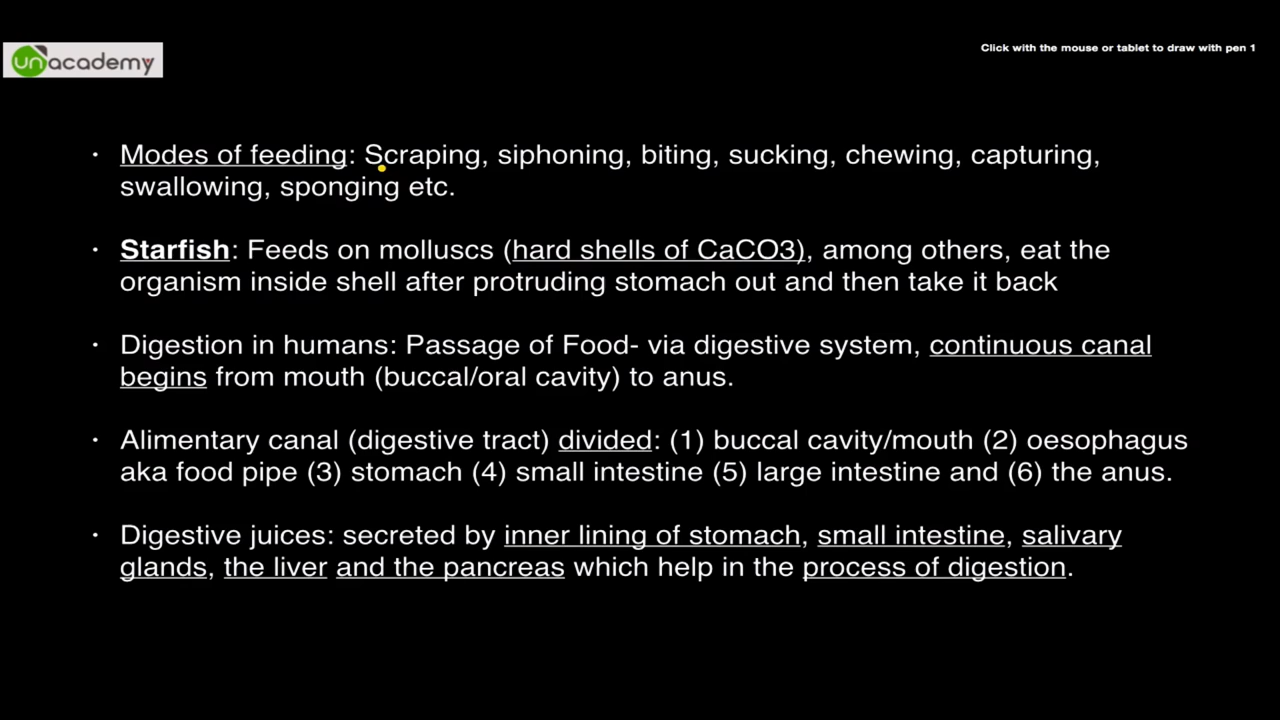 unacademy
Click with the mouse or tablet to draw with pen 1
• Modes of feeding: Scraping, siphoning, biting, sucking, chewing, capturing,
swallowing, sponging etc.
• Starfish: Feeds on molluscs (hard shells of CaCO3), among others, eat the
organism inside shell after protruding stomach out and then take it back
• Digestion in humans: Passage of Food- via digestive system, continuous canal
begins from mouth (buccal/oral cavity) to anus.
• Alimentary canal (digestive tract) divided: (1) buccal cavity/mouth (2) oesophagus
aka food pipe (3) stomach (4) small intestine (5) large intestine and (6) the anus.
• Digestive juices: secreted by inner lining of stomach, small intestine, salivary
glands, the liver and the pancreas which help in the process of digestion.